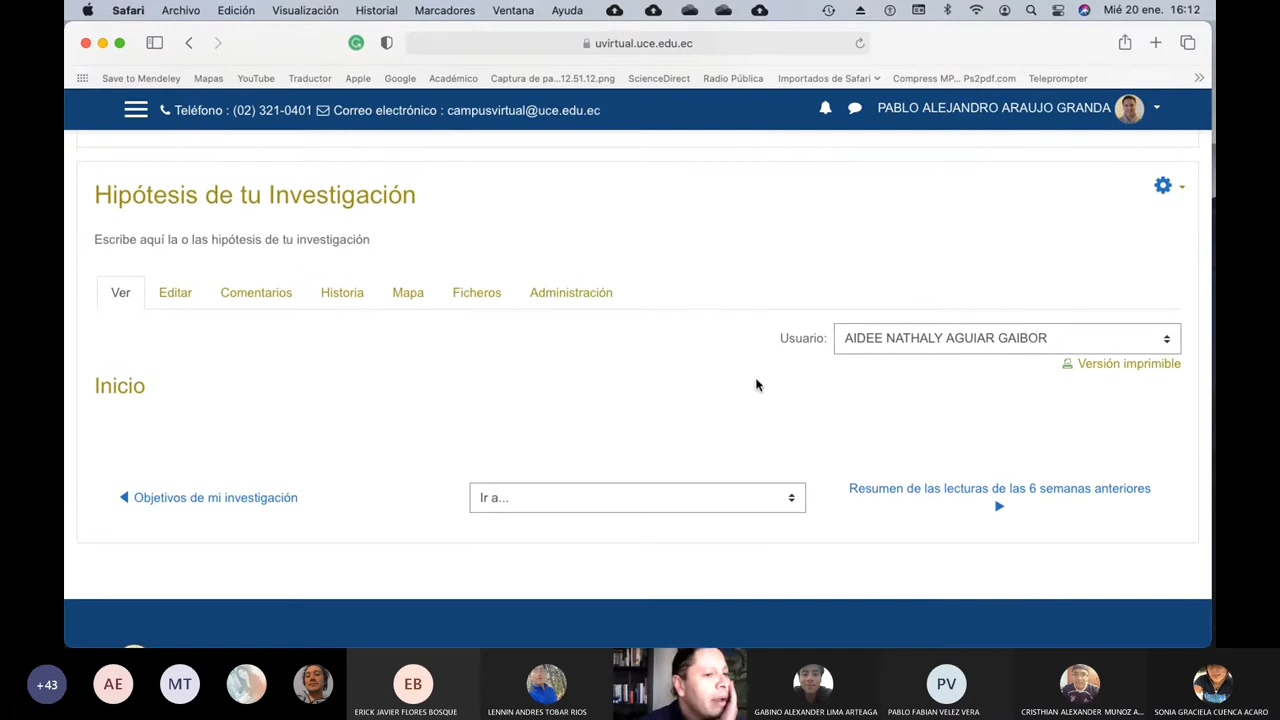 Safari Archivo Edición Visualización Historial Marcadores Ventana Ayuda Mié 20 ene. 16:12
uvirtual.uce.edu.ec
Save to Mendeley Mapas YouTube Traductor Apple Google Académico Captura de pa...12.51.12.png ScienceDirect Radio Pública Importados de Safari Compress MP... Ps2pdf.com Teleprompter
Teléfono : (02) 321-0401 Correo electrónico : campusvirtual@uce.edu.ec PABLO ALEJANDRO ARAUJO GRANDA
Hipótesis de tu Investigación
Escribe aquí la o las hipótesis de tu investigación
Ver Editar Comentarios Historia Mapa Ficheros Administración
Usuario: AIDEE NATHALY AGUIAR GAIBOR
Versión imprimible
Inicio
Objetivos de mi investigación Ir a... Resumen de las lecturas de las 6 semanas anteriores
+43 AE MT EB PV
ERICK JAVIER FLORES BOSQUE LENNIN ANDRES TOBAR RIOS GABINO ALEXANDER LIMA ARTEAGA PABLO FABIAN VELEZ VERA CRISTHIAN ALEXANDER MUÑOZ A... SONIA GRACIELA CUENCA ACARO